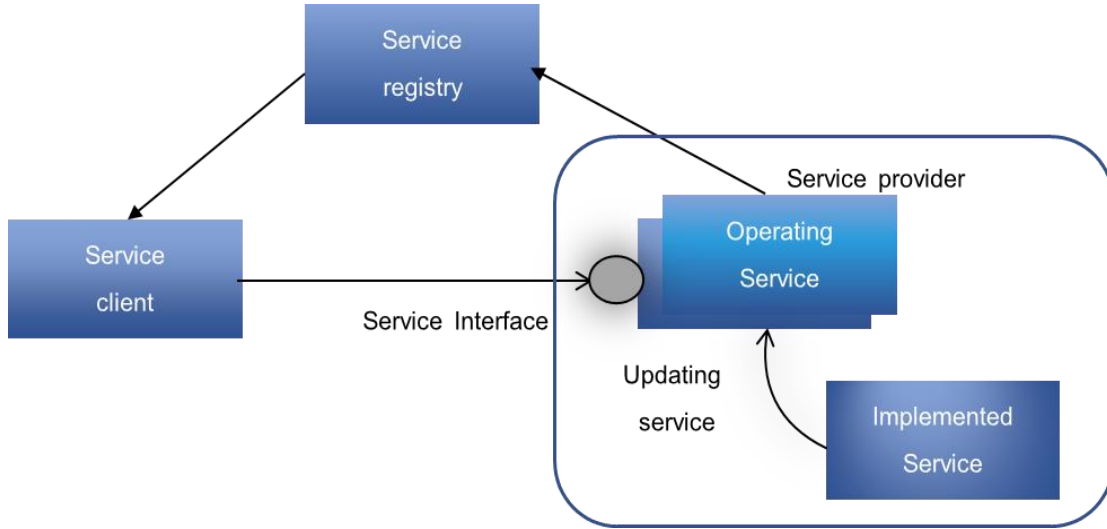 Service
registry
Service provider
Operating
Service
Service
client
Service Interface
Updating
service
Implemented
Service